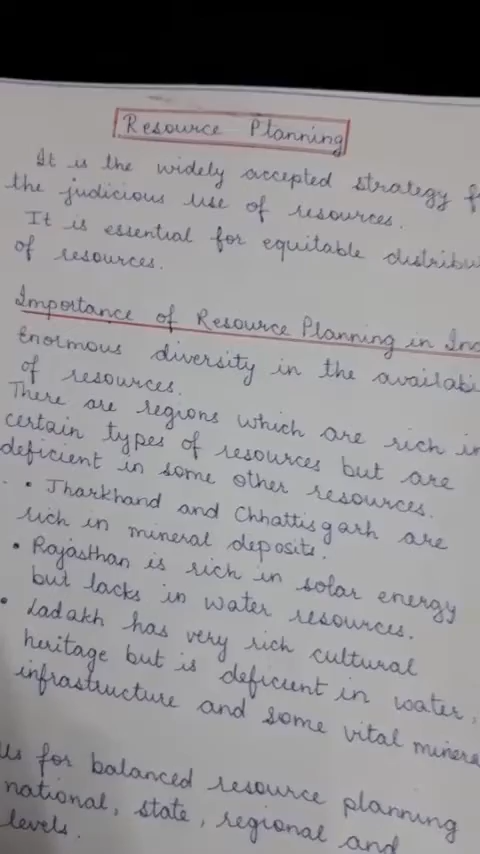 Resource Planning
It is the widely accepted strategy
the judicious use of resources.
It is essential for equitable
of resources.
Importance of Resource Planning in
Enormous diversity in the
of resources.
There are regions which are rich in
certain types of resources but are
deficient in some other resources.
• Jharkhand and Chhattisgarh are
rich in mineral deposits.
• Rajasthan is rich in solar energy
but lacks in water resources.
• Ladakh has very rich cultural
heritage but is deficient in water,
infrastructure and some vital
for balanced resource planning
national, state, regional and
levels.